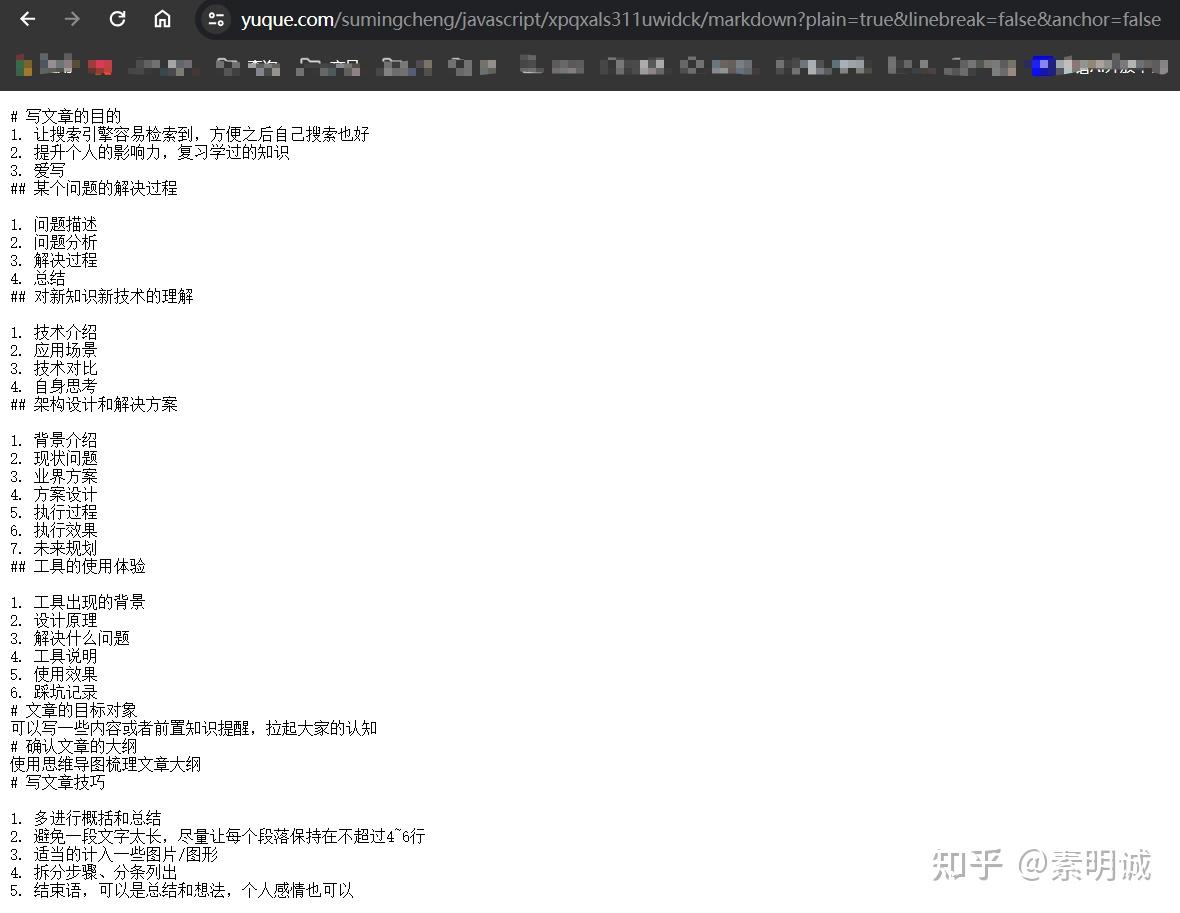 yuque.com/sumingcheng/javascript/xpqxals311uwidck/markdown?plain=true&linebreak=false&anchor=false
# 写文章的目的
1. 让搜索引擎容易检索到，方便之后自己搜索也好
2. 提升个人的影响力，复习学过的知识
3. 爱写
## 某个问题的解决过程
1. 问题描述
2. 问题分析
3. 解决过程
4. 总结
## 对新知识新技术的理解
1. 技术介绍
2. 应用场景
3. 技术对比
4. 自身思考
## 架构设计和解决方案
1. 背景介绍
2. 现状问题
3. 业界方案
4. 方案设计
5. 执行过程
6. 执行效果
7. 未来规划
## 工具的使用体验
1. 工具出现的背景
2. 设计原理
3. 解决什么问题
4. 工具说明
5. 使用效果
6. 踩坑记录
# 文章的目标对象
可以写一些内容或者前置知识提醒，拉起大家的认知
# 确认文章的大纲
使用思维导图梳理文章大纲
# 写文章技巧
1. 多进行概括和总结
2. 避免一段文字太长，尽量让每个段落保持在不超过4~6行
3. 适当的计入一些图片/图形
4. 拆分步骤、分条列出
5. 结束语，可以是总结和想法，个人感情也可以
知乎 @素明诚